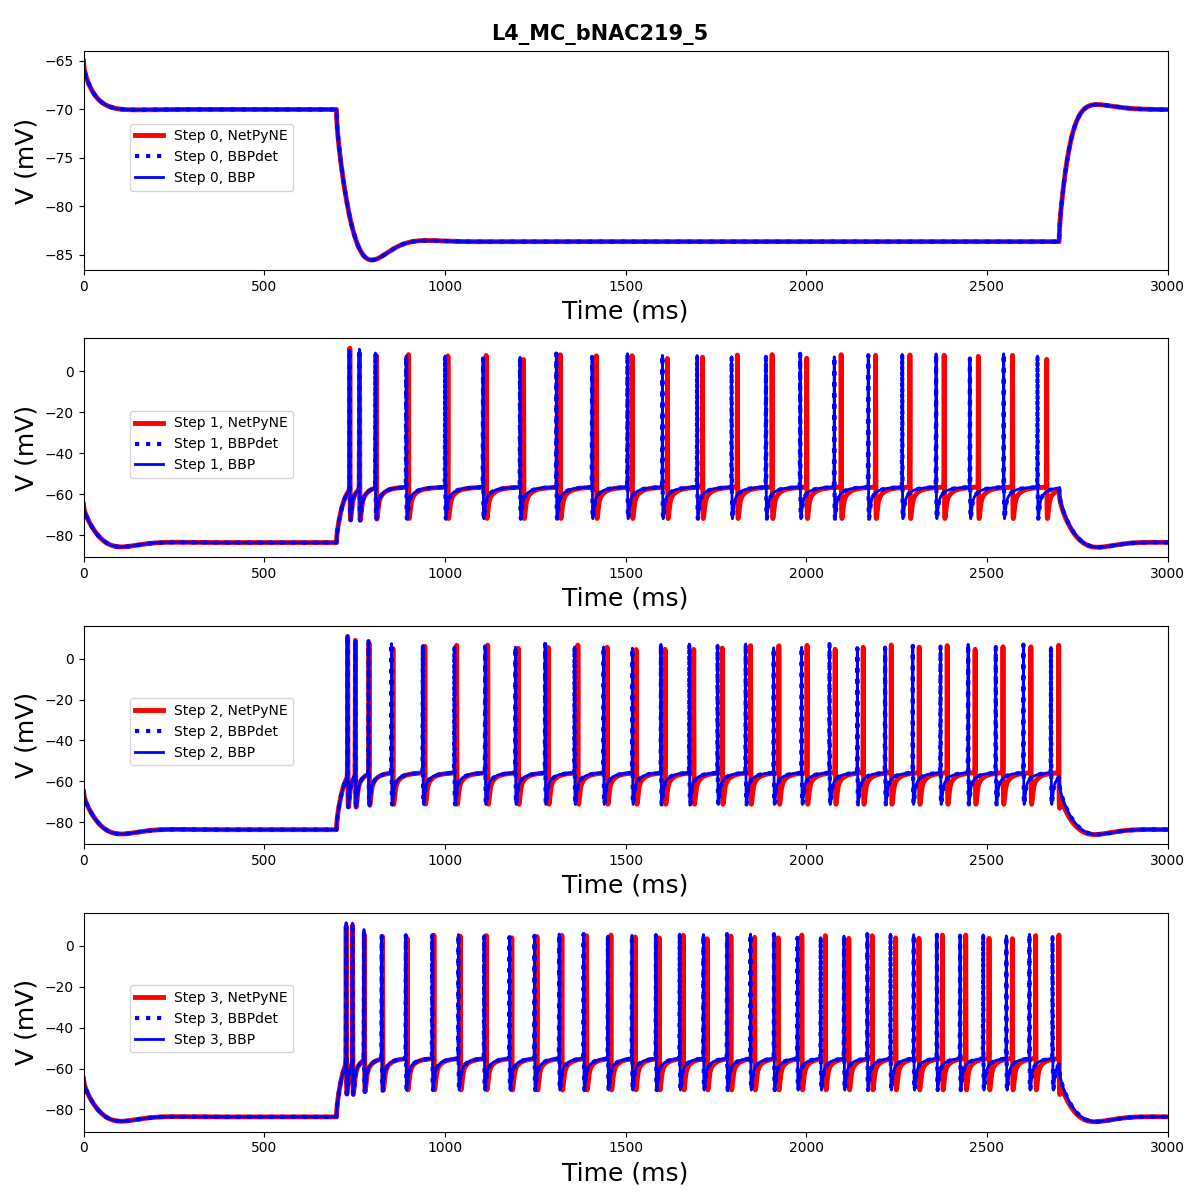 L4_MC_bNAC219_5
−65
−70
−75
−80
−85
V (mV)
Step 0, NetPyNE
Step 0, BBPdet
Step 0, BBP
0 500 1000 1500 2000 2500 3000
Time (ms)
0
−20
−40
−60
−80
V (mV)
Step 1, NetPyNE
Step 1, BBPdet
Step 1, BBP
0 500 1000 1500 2000 2500 3000
Time (ms)
0
−20
−40
−60
−80
V (mV)
Step 2, NetPyNE
Step 2, BBPdet
Step 2, BBP
0 500 1000 1500 2000 2500 3000
Time (ms)
0
−20
−40
−60
−80
V (mV)
Step 3, NetPyNE
Step 3, BBPdet
Step 3, BBP
0 500 1000 1500 2000 2500 3000
Time (ms)